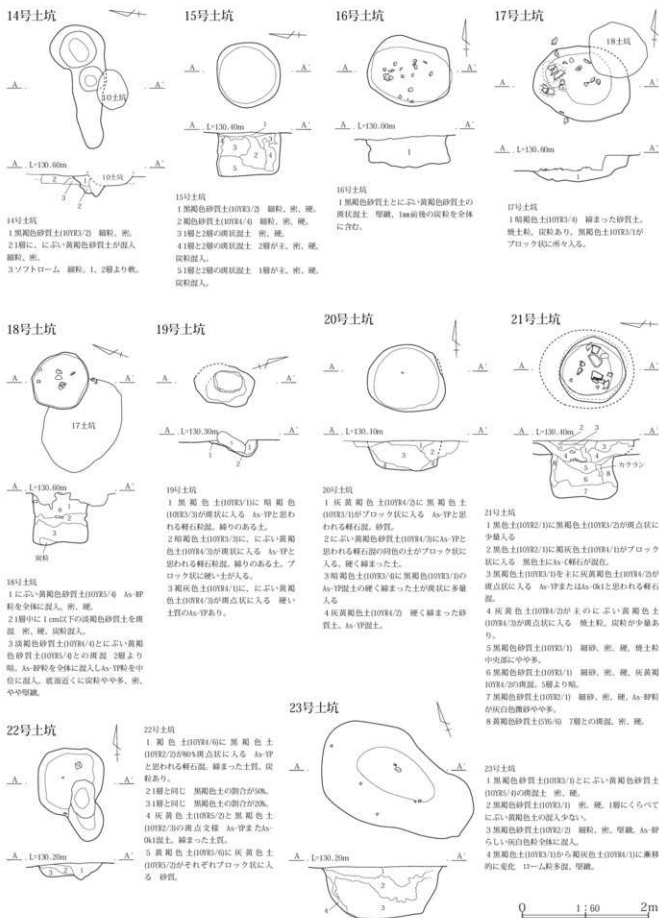 14号土坑
A . . A'
10土坑
A . L=130.60m . A'
10土坑
2
1
3
2
14号土坑
1 黒褐色砂質土(10YR3/2) 細粒、密。
2 1層に、にぶい黄褐色砂質土が混入
細粒、密。
3 ソフトローム 細粒、1、2層より軟。
15号土坑
A . . A'
A . L=130.40m . A'
1
4
3
3
2
4
5
15号土坑
1 黒褐色砂質土(10YR3/2) 細粒、密、硬。
2 褐色砂質土(10YR4/4) 細粒、密、硬。
3 1層と2層の斑状混土 密、硬。
4 1層と2層の斑状混土 2層が主、密、硬、
炭粒混入。
5 1層と2層の斑状混土 1層が主、密、硬、
炭粒混入。
16号土坑
A . . A'
A . L=130.00m . A'
1
16号土坑
1 黒褐色砂質土とにぶい黄褐色砂質土の
斑状混土 堅緻、1mm前後の炭粒を全体
に含む。
17号土坑
18土坑
A . . A'
A . L=130.60m . A'
1
17号土坑
1 暗褐色土(10YR3/4) 締まった砂質土。
焼土粒、炭粒あり。黒褐色土10YR3/1が
ブロック状に所々入る。
18号土坑
A . . A'
17土坑
A . L=130.60m . A'
1
2
3
炭粒
18号土坑
1 にぶい黄褐色砂質土(10YR5/4) As-BP
粒を全体に混入。密、硬。
2 1層中に1cm以下の淡褐色砂質土を斑
混 密、硬、炭粒混入。
3 淡褐色砂質土(10YR4/4)とにぶい黄褐
色砂質土(10YR5/4)との斑混 2層より
暗。As-BP粒を全体に混入しAs-YP粒を中
位に混入。底面近くに炭粒やや多、密、
やや堅緻。
19号土坑
A . . A'
A . L=130.30m . A'
1
2
19号土坑
1 黒褐色土(10YR3/1)に暗褐色
(10YR3/3)が斑状に入る As-YPと思わ
れる軽石粒混。締りのある土。
2 暗褐色土(10YR3/3)に、にぶい黄褐
色土(10YR4/3)が斑状に入る As-YPと
思われる軽石粒混。締りのある土。ブ
ロック状に硬い土が入る。
3 褐灰色土(10YR4/1)に、にぶい黄褐
色土(10YR4/3)が斑状に入る 硬い
土質のAs-YPあり。
20号土坑
A . . A'
A . L=130.10m . A'
1
2
3
4
20号土坑
1 灰黄褐色土(10YR4/2)に黒褐色土
(10YR3/1)がブロック状に入る As-YPと思
われる軽石混。砂質。
2 にぶい黄褐色砂質土(10YR4/3)にAs-YPと
思われる軽石混の同色の土がブロック状に
入る。硬く締まった土。
3 暗褐色土(10YR3/4)に黒褐色土(10YR3/1)の
As-YP混土の硬く締まった土が斑状に多量
入る
4 灰黄褐色土(10YR4/2) 硬く締まった砂
質土。As-YP混土。
21号土坑
A . . A'
A . L=130.40m . A'
2 3
1
4
5
6
7
8
カクラン
21号土坑
1 黒色土(10YR2/1)に黒褐色土(10YR3/2)が斑点状に
少量入る
2 黒色土(10YR2/1)に褐灰色土(10YR4/1)がブロック
状に入る 黒色土にAs-C軽石が混在。
3 黒褐色土(10YR3/1)を主に灰黄褐色土(10YR4/2)が
斑点状に入る As-YPまたはAs-Ok1と思われる軽石
混。
4 灰黄色土(10YR4/2)が主のにぶい黄褐色土
(10YR4/3)が斑点状に入る 焼土粒、炭粒が少量あ
り。
5 黒褐色砂質土(10YR3/1) 細砂、密、硬、焼土粒
中央部にやや多。
6 黒褐色砂質土(10YR3/1) 細砂、密、硬、灰黄褐
10YR4/2の斑混。5層より暗。
7 黒褐色砂質土(10YR2/1) 細砂、密、硬、As-BP粒
が灰白色微砂やや多。
8 黄褐色砂質土(5Y6/6) 7層との斑混、密、硬。
22号土坑
A . . A'
A . L=130.20m . A'
3 2 1
22号土坑
1 褐色土(10YR4/6)に黒褐色土
(10YR2/2)が80%斑点状に入る As-YP
と思われる軽石混。締まった土質。炭
粒あり。
2 1層と同じ 黒褐色土の割合が50%。
3 1層と同じ 黒褐色土の割合が20%。
4 灰黄色土(10YR5/2)と黒褐色土
(10YR2/3)の斑点文様 As-YPまたAs-
Ok1混土。締まった土質。
5 黄褐色土(10YR5/6)に灰黄色土
(10YR5/2)がそれぞれブロック状に入
る 砂質。
23号土坑
A . . A'
A . L=130.20m . A'
1
2
3
4
23号土坑
1 黒褐色砂質土(10YR3/1)とにぶい黄褐色砂質土
(10YR5/4)の斑混土 密、硬。
2 黒褐色砂質土(10YR3/1) 密、硬、1層にくらべて
にぶい黄褐色土の混入少ない。
3 黒褐色砂質土(10YR2/2) 細粒、密、堅緻。As-BP
らしい灰白色粒全体に混入。
4 黒褐色土(10YR3/1)から褐灰色土(10YR4/1)に漸移
的に変化 ローム粒多混、堅緻。
0 1:60 2m